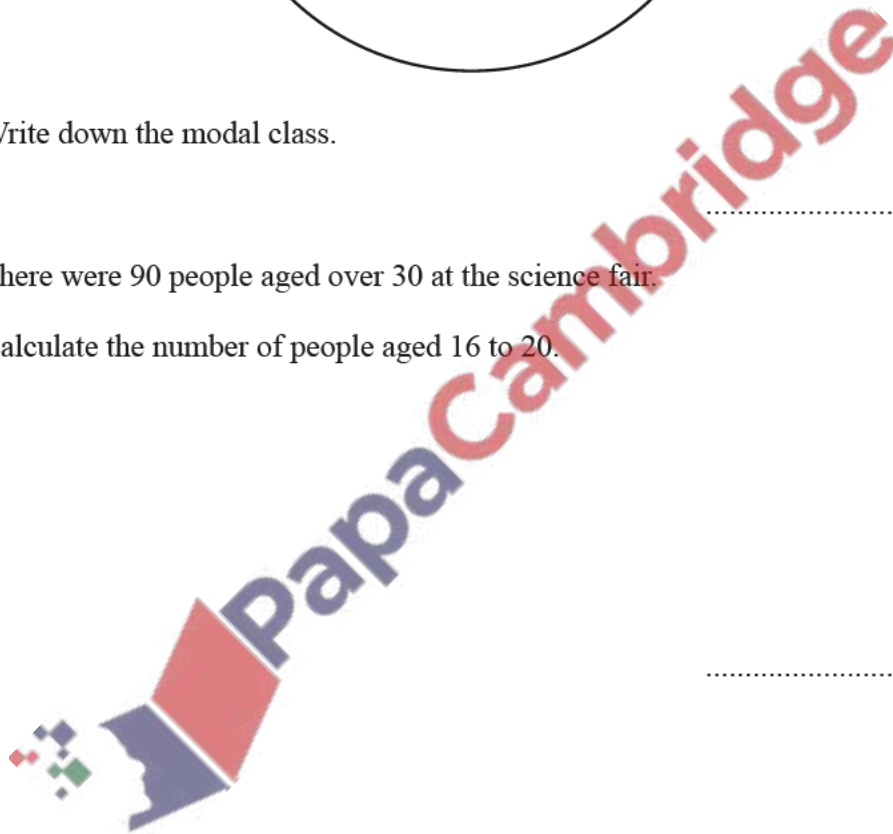 Write down the modal class.
here were 90 people aged over 30 at the science fair.
alculate the number of people aged 16 to 20.
PapaCambridge